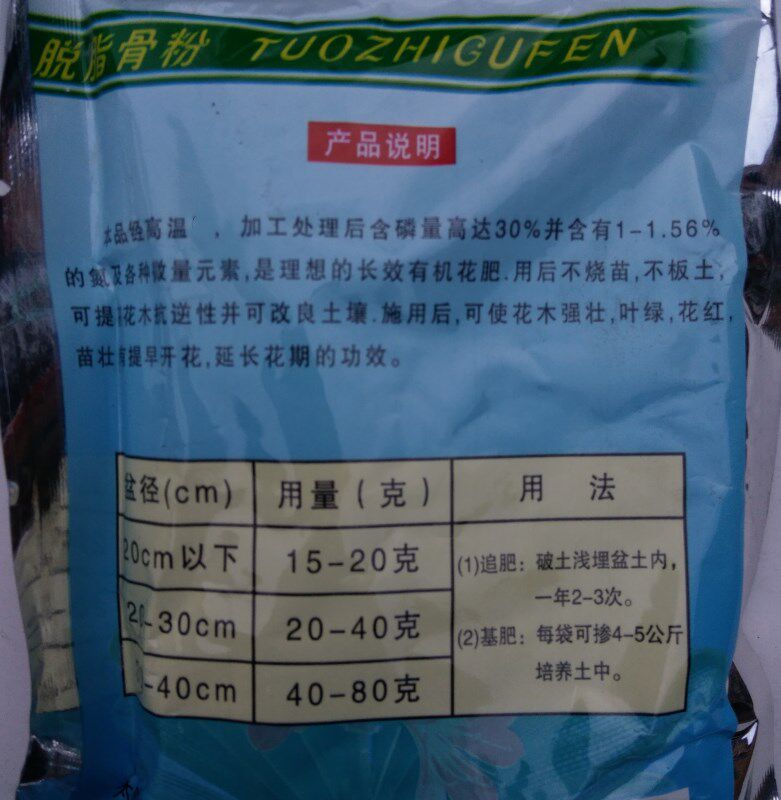 脱脂骨粉 TUOZHIGUFEN
产品说明
本品经高温 , 加工处理后含磷量高达30%并含有1-1.56%
的氮及各种微量元素,是理想的长效有机花肥.用后不烧苗,不板土,
可提高花木抗逆性并可改良土壤.施用后,可使花木强壮,叶绿,花红,
苗壮有提早开花,延长花期的功效。
盆径(cm) 用量(克) 用 法
20cm以下 15-20克
20-30cm 20-40克
-40cm 40-80克
(1)追肥: 破土浅埋盆土内,
一年2-3次。
(2)基肥: 每袋可掺4-5公斤
培养土中。